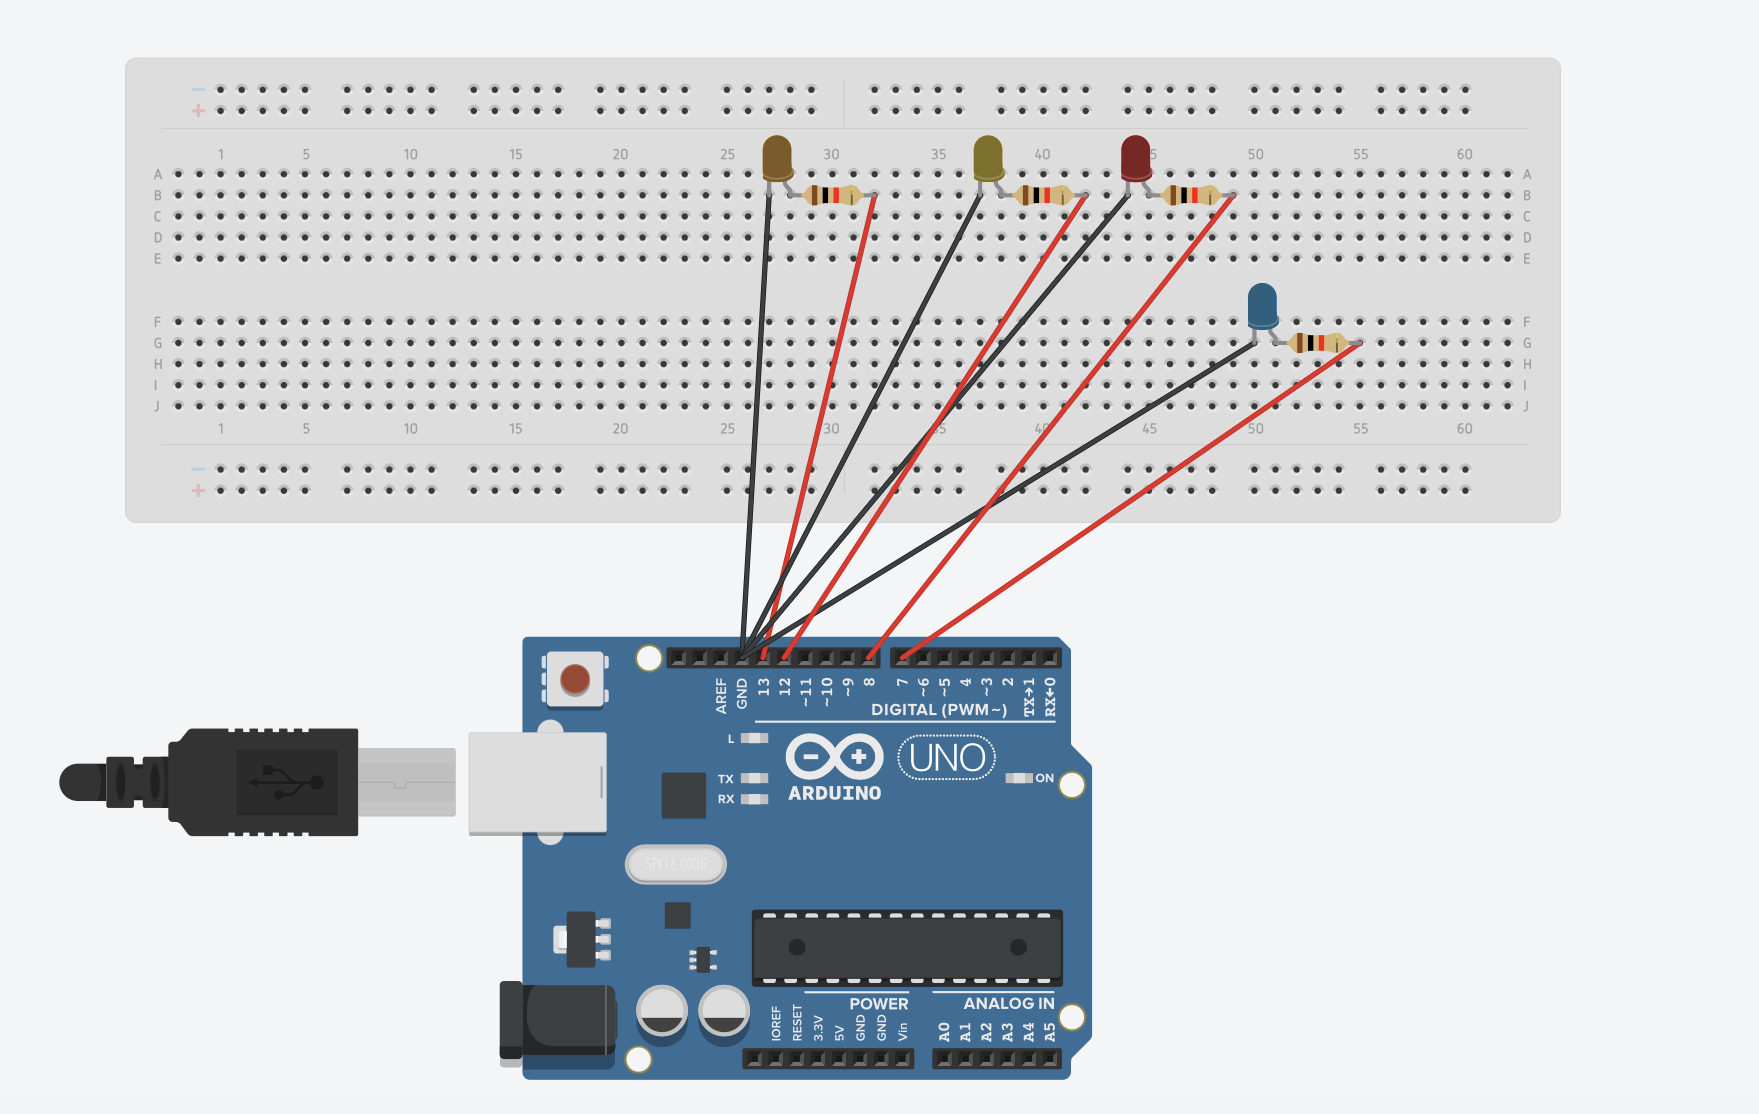 − −
+ +
1 5 10 15 20 25 30 35 40 5 50 55 60
A A
B B
C C
D D
E E
F F
G G
H H
I I
J J
1 5 10 15 20 25 30 35 40 45 50 55 60
−
+
AREF GND 13 12 ~11 ~10 ~9 8 7 ~6 ~5 4 ~3 2 TX→1 RX←0
DIGITAL (PWM~)
L
UNO
TX
RX
ON
ARDUINO
SPK16.000G
POWER ANALOG IN
IOREF RESET 3.3V 5V GND GND Vin A0 A1 A2 A3 A4 A5